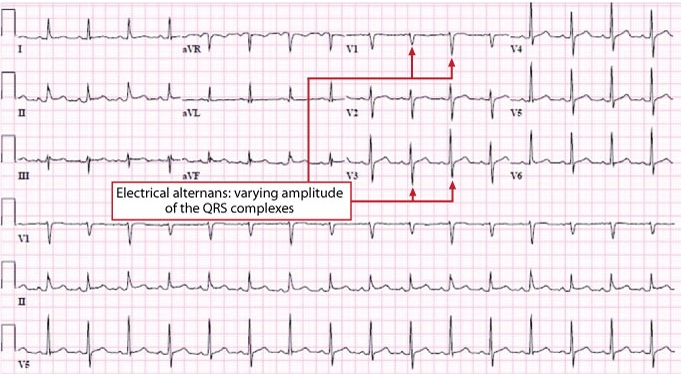 I aVR V1 V4
II aVL V2 V5
III aVF V3 V6
Electrical alternans: varying amplitude
of the QRS complexes
V1
II
V5